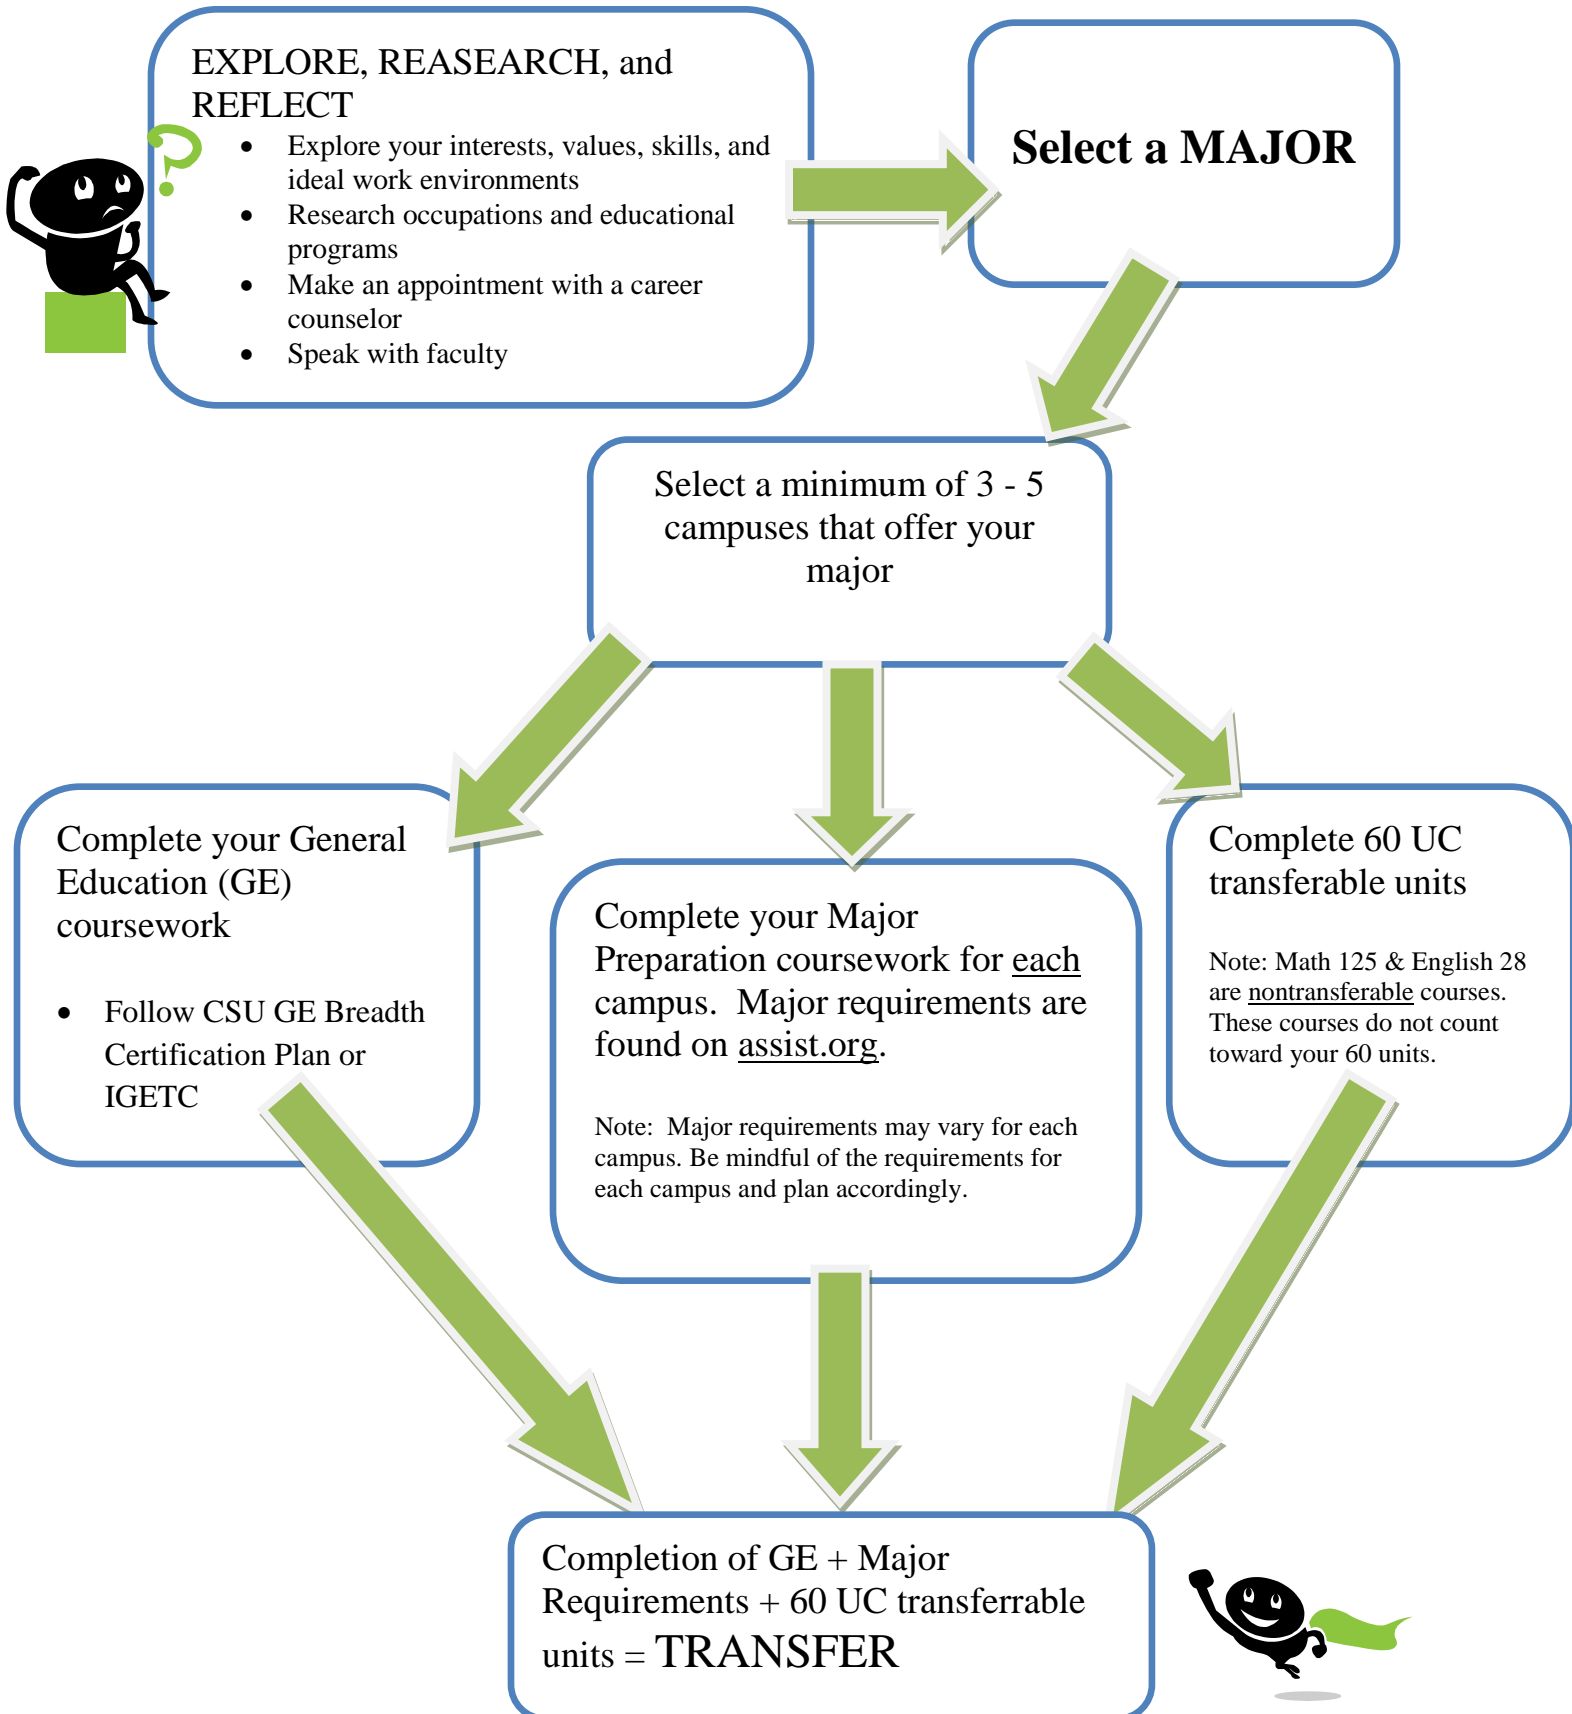 EXPLORE, REASEARCH, and
REFLECT
• Explore your interests, values, skills, and
ideal work environments
• Research occupations and educational
programs
• Make an appointment with a career
counselor
• Speak with faculty
?
Select a MAJOR
Select a minimum of 3 - 5
campuses that offer your
major
Complete your General
Education (GE)
coursework
• Follow CSU GE Breadth
Certification Plan or
IGETC
Complete your Major
Preparation coursework for each
campus.  Major requirements are
found on assist.org.
Note:  Major requirements may vary for each
campus. Be mindful of the requirements for
each campus and plan accordingly.
Complete 60 UC
transferable units
Note: Math 125 & English 28
are nontransferable courses.
These courses do not count
toward your 60 units.
Completion of GE + Major
Requirements + 60 UC transferrable
units = TRANSFER